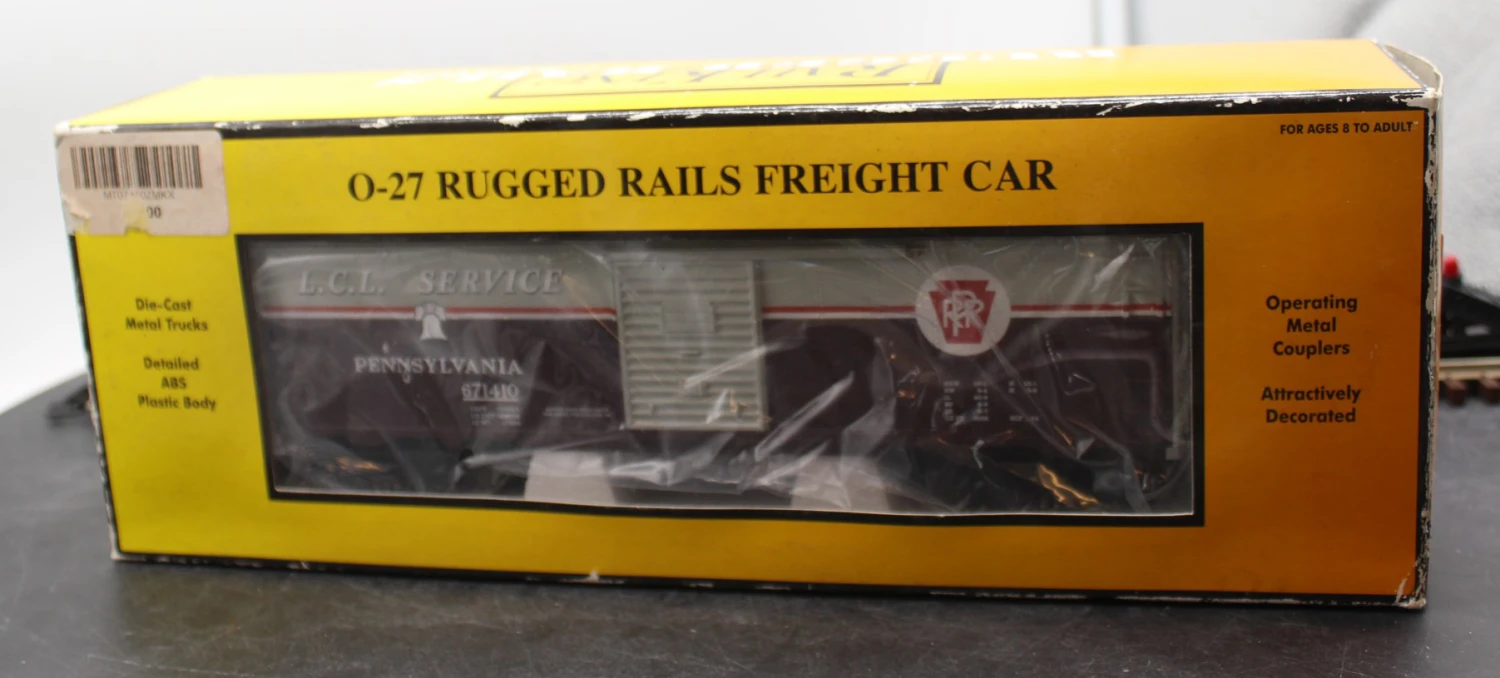 FOR AGES 8 TO ADULT
O-27 RUGGED RAILS FREIGHT CAR
00
Die-Cast
Metal Trucks
Detailed
ABS
Plastic Body
L.C.L. SERVICE
PENNSYLVANIA
671410
PRR
Operating
Metal
Couplers
Attractively
Decorated